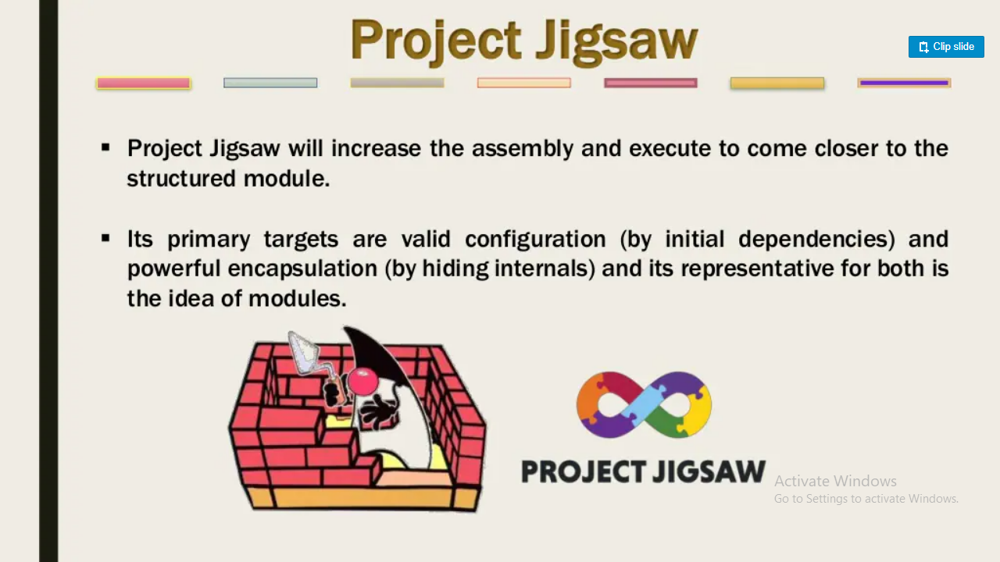 Project Jigsaw
Clip slide
▪ Project Jigsaw will increase the assembly and execute to come closer to the
structured module.
▪ Its primary targets are valid configuration (by initial dependencies) and
powerful encapsulation (by hiding internals) and its representative for both is
the idea of modules.
PROJECT JIGSAW
Activate Windows
Go to Settings to activate Windows.